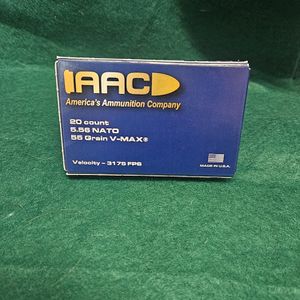 AAC
America's Ammunition Company
20 count
5.56 NATO
55 Grain V-MAX®
Velocity - 3175 FPS
MADE IN U.S.A.